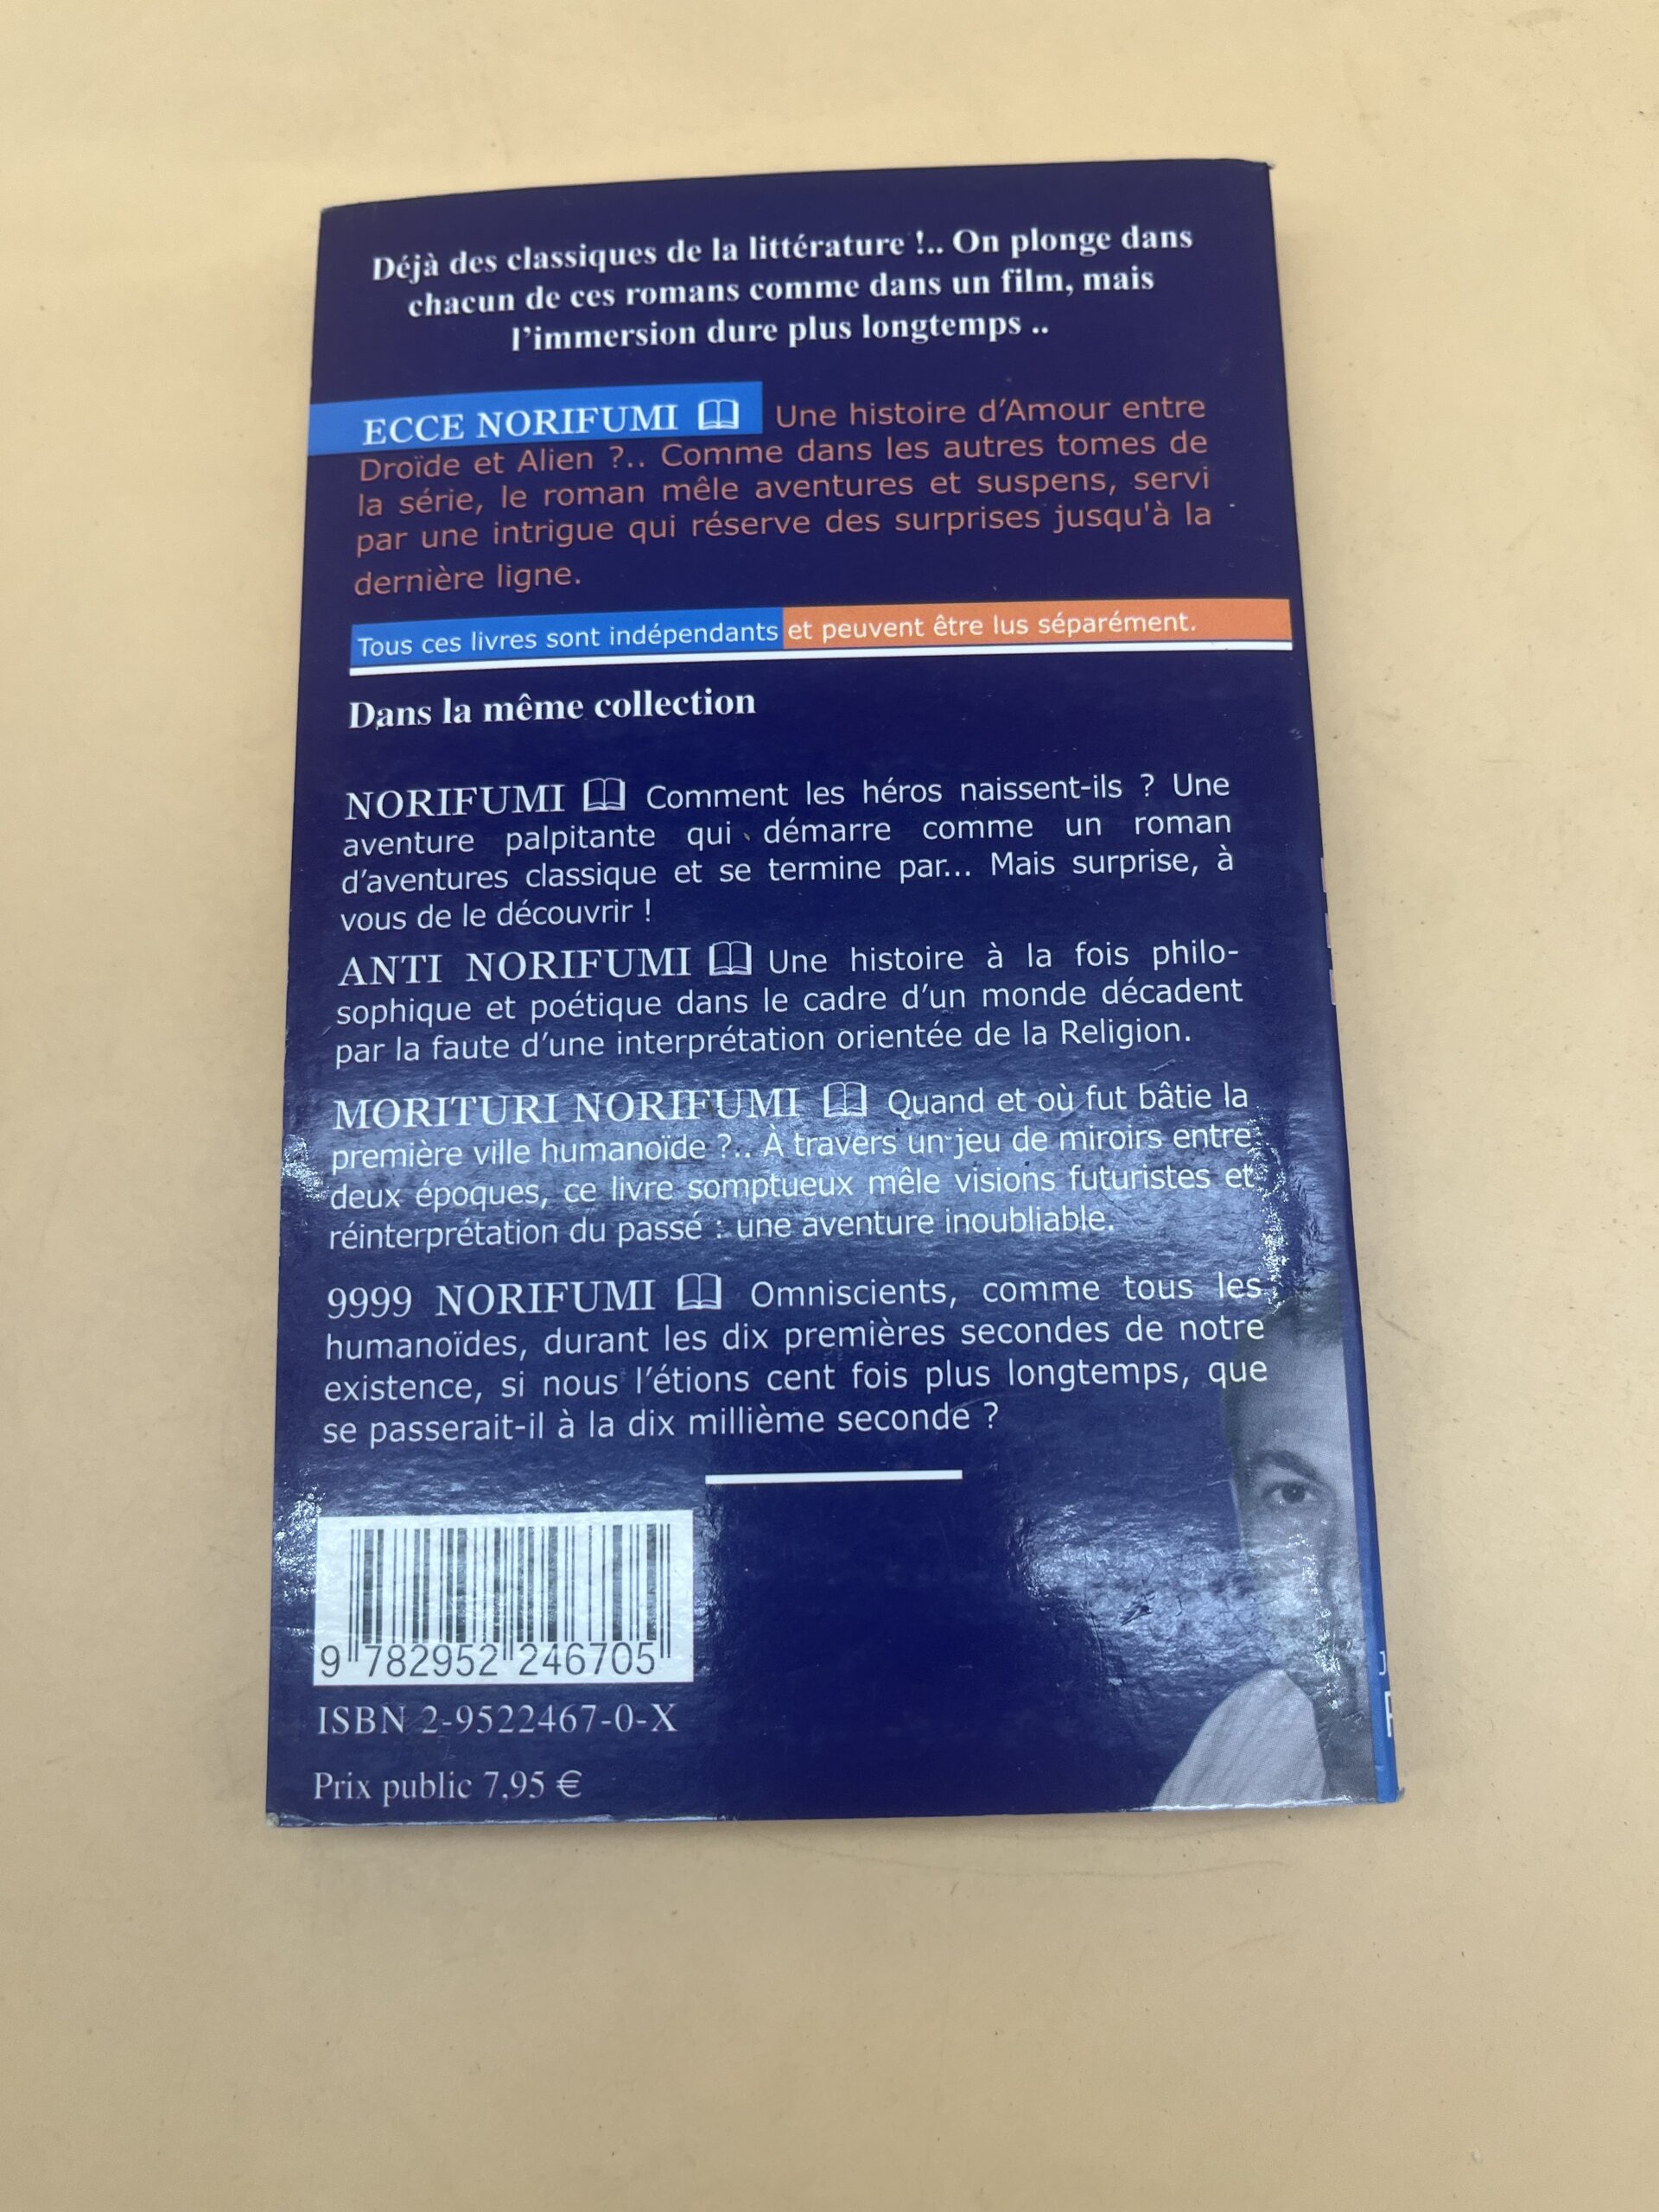 Déjà des classiques de la littérature !.. On plonge dans
chacun de ces romans comme dans un film, mais
l'immersion dure plus longtemps ..
ECCE NORIFUMI Une histoire d'Amour entre
Droïde et Alien ?.. Comme dans les autres tomes de
la série, le roman mêle aventures et suspens, servi
par une intrigue qui réserve des surprises jusqu'à la
dernière ligne.
Tous ces livres sont indépendants et peuvent être lus séparément.
Dans la même collection
NORIFUMI Comment les héros naissent-ils ? Une
aventure palpitante qui démarre comme un roman
d'aventures classique et se termine par... Mais surprise, à
vous de le découvrir !
ANTI NORIFUMI Une histoire à la fois philo-
sophique et poétique dans le cadre d'un monde décadent
par la faute d'une interprétation orientée de la Religion.
MORITURI NORIFUMI Quand et où fut bâtie la
première ville humanoïde ?.. À travers un jeu de miroirs entre
deux époques, ce livre somptueux mêle visions futuristes et
réinterprétation du passé : une aventure inoubliable.
9999 NORIFUMI Omniscients, comme tous les
humanoïdes, durant les dix premières secondes de notre
existence, si nous l'étions cent fois plus longtemps, que
se passerait-il à la dix millième seconde ?
9 782952 246705
ISBN 2-9522467-0-X
Prix public 7,95 €